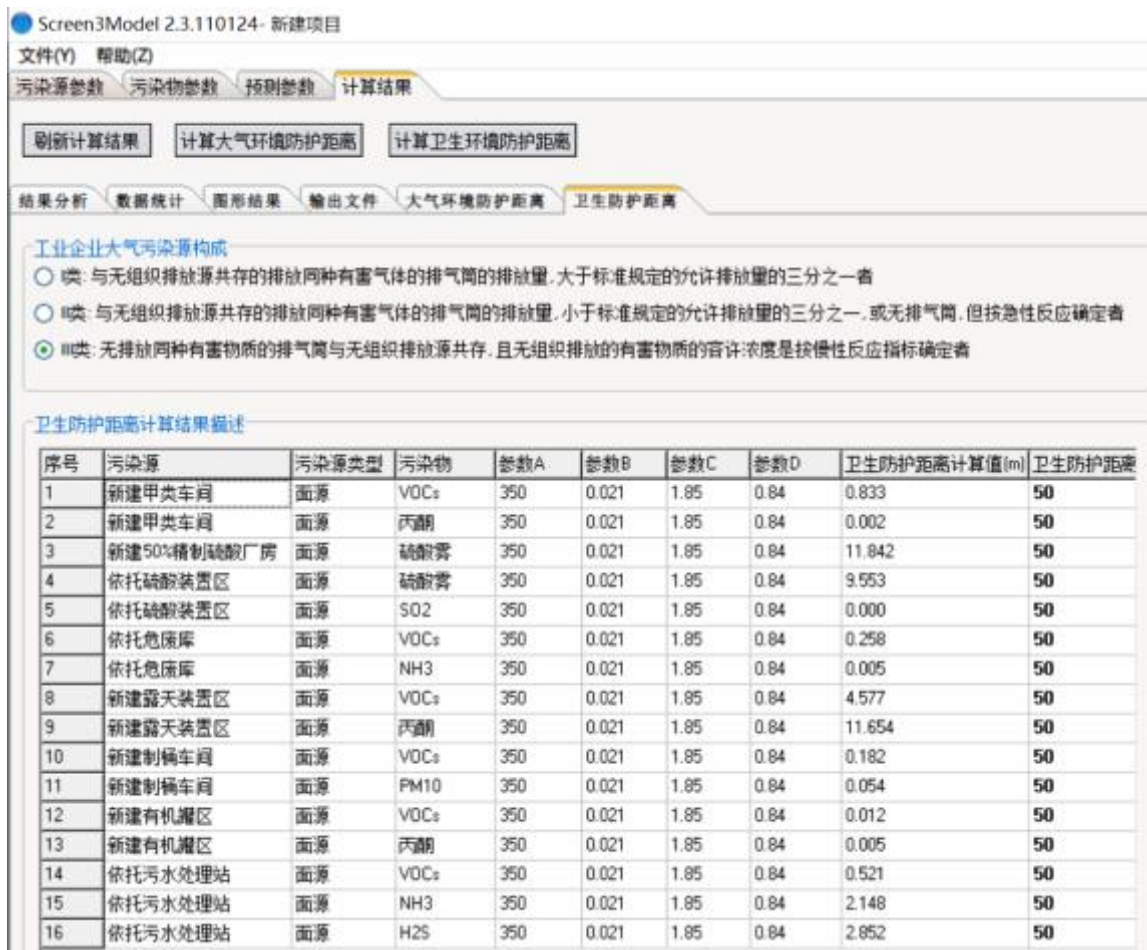 Screen3Model 2.3.110124- 新建项目
文件(Y) 帮助(Z)
污染源参数 污染物参数 预测参数 计算结果
刷新计算结果 计算大气环境防护距离 计算卫生环境防护距离
结果分析 数据统计 图形结果 输出文件 大气环境防护距离 卫生防护距离
工业企业大气污染源构成
I类: 与无组织排放源共存的排放同种有害气体的排气筒的排放量,大于标准规定的允许排放量的三分之一者
II类: 与无组织排放源共存的排放同种有害气体的排气筒的排放量,小于标准规定的允许排放量的三分之一,或无排气筒,但按急性反应确定者
III类: 无排放同种有害物质的排气筒与无组织排放源共存,且无组织排放的有害物质的容许浓度是按慢性反应指标确定者
卫生防护距离计算结果描述
序号 污染源 污染源类型 污染物 参数A 参数B 参数C 参数D 卫生防护距离计算值(m) 卫生防护距离
1 新建甲类车间 面源 VOCs 350 0.021 1.85 0.84 0.833 50
2 新建甲类车间 面源 丙酮 350 0.021 1.85 0.84 0.002 50
3 新建50%精制硫酸厂房 面源 硫酸雾 350 0.021 1.85 0.84 11.842 50
4 依托硫酸装置区 面源 硫酸雾 350 0.021 1.85 0.84 9.553 50
5 依托硫酸装置区 面源 SO2 350 0.021 1.85 0.84 0.000 50
6 依托危废库 面源 VOCs 350 0.021 1.85 0.84 0.258 50
7 依托危废库 面源 NH3 350 0.021 1.85 0.84 0.005 50
8 新建露天装置区 面源 VOCs 350 0.021 1.85 0.84 4.577 50
9 新建露天装置区 面源 丙酮 350 0.021 1.85 0.84 11.654 50
10 新建制桶车间 面源 VOCs 350 0.021 1.85 0.84 0.182 50
11 新建制桶车间 面源 PM10 350 0.021 1.85 0.84 0.054 50
12 新建有机罐区 面源 VOCs 350 0.021 1.85 0.84 0.012 50
13 新建有机罐区 面源 丙酮 350 0.021 1.85 0.84 0.005 50
14 依托污水处理站 面源 VOCs 350 0.021 1.85 0.84 0.521 50
15 依托污水处理站 面源 NH3 350 0.021 1.85 0.84 2.148 50
16 依托污水处理站 面源 H2S 350 0.021 1.85 0.84 2.852 50